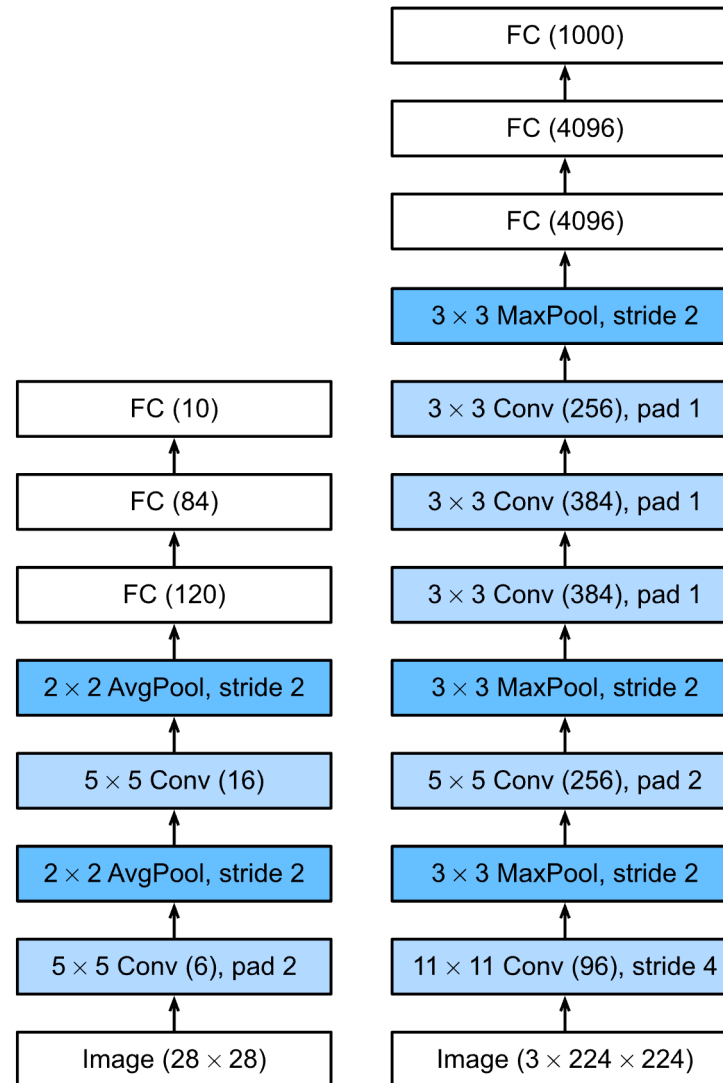 FC (10)
FC (84)
FC (120)
2 × 2 AvgPool, stride 2
5 × 5 Conv (16)
2 × 2 AvgPool, stride 2
5 × 5 Conv (6), pad 2
Image (28 × 28)
FC (1000)
FC (4096)
FC (4096)
3 × 3 MaxPool, stride 2
3 × 3 Conv (256), pad 1
3 × 3 Conv (384), pad 1
3 × 3 Conv (384), pad 1
3 × 3 MaxPool, stride 2
5 × 5 Conv (256), pad 2
3 × 3 MaxPool, stride 2
11 × 11 Conv (96), stride 4
Image (3 × 224 × 224)